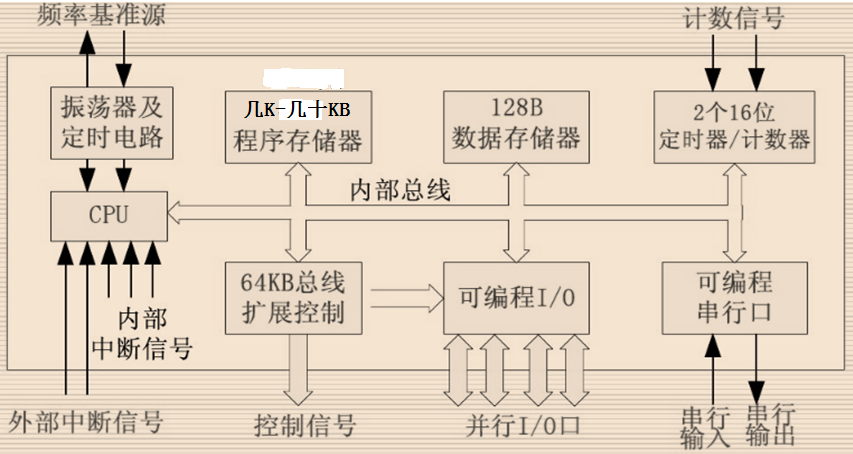 频率基准源
计数信号
振荡器及
定时电路
几K-几十KB
程序存储器
128B
数据存储器
2个16位
定时器/计数器
内部总线
CPU
64KB总线
扩展控制
可编程I/O
可编程
串行口
内部
中断信号
外部中断信号
控制信号
并行I/O口
串行
输入
串行
输出